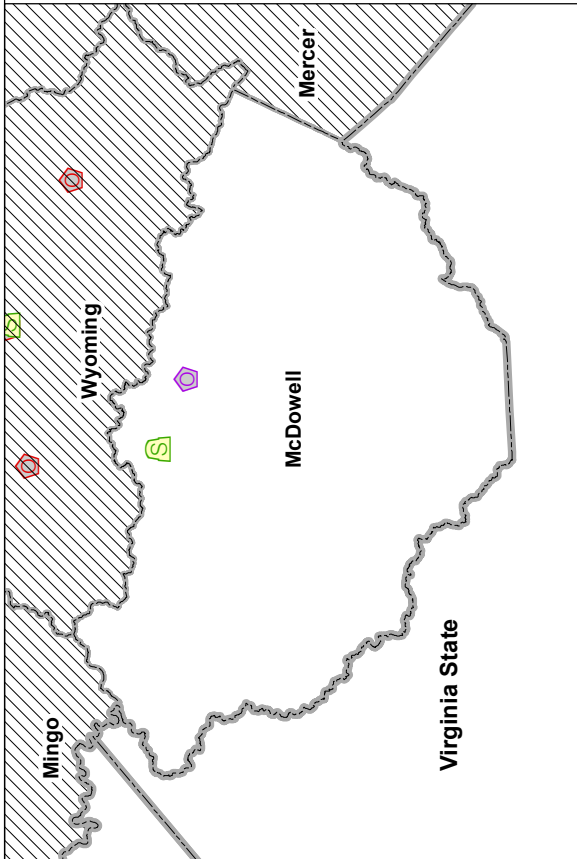 Mercer
Wyoming
McDowell
Mingo
Virginia State
S
S